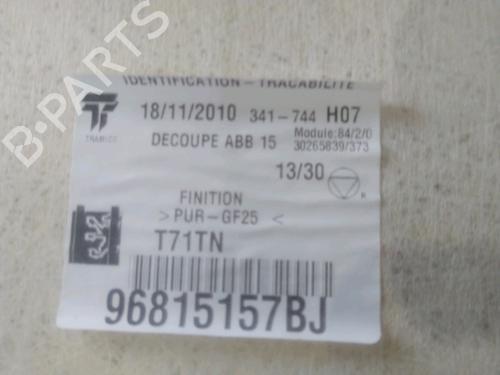 B-PARTS
IDENTIFICATION - TRACABILITE
18/11/2010 341-744 H07
TRAMICO
DECOUPE ABB 15
Module: 84/2/0
30265839/373
13/30
R
FINITION
>PUR-GF25 <
T71TN
96815157BJ